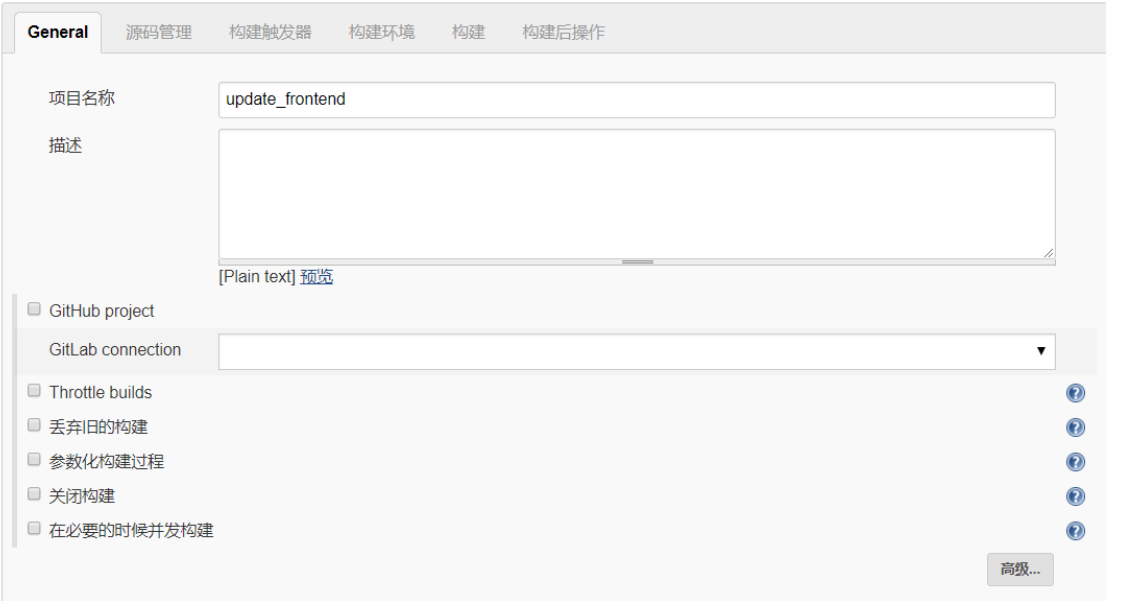 General 源码管理 构建触发器 构建环境 构建 构建后操作
项目名称 update_frontend
描述
[Plain text] 预览
GitHub project
GitLab connection
Throttle builds
丢弃旧的构建
参数化构建过程
关闭构建
在必要的时候并发构建
高级...